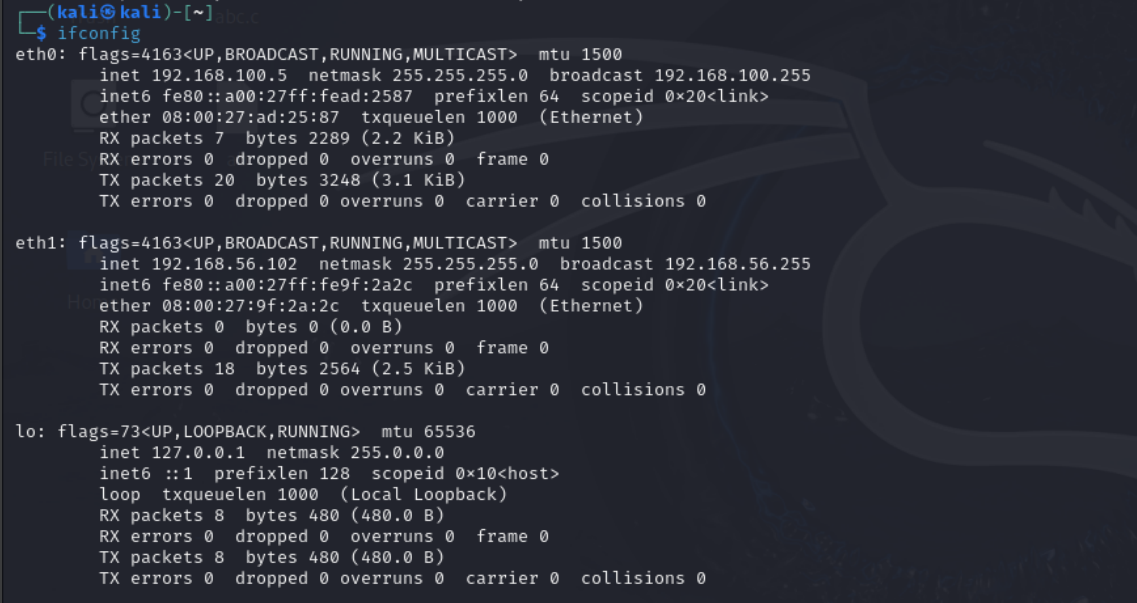 ┌──(kali㉿kali)-[~]
└─$ ifconfig
eth0: flags=4163<UP,BROADCAST,RUNNING,MULTICAST>  mtu 1500
        inet 192.168.100.5  netmask 255.255.255.0  broadcast 192.168.100.255
        inet6 fe80::a00:27ff:fead:2587  prefixlen 64  scopeid 0×20<link>
        ether 08:00:27:ad:25:87  txqueuelen 1000  (Ethernet)
        RX packets 7  bytes 2289 (2.2 KiB)
        RX errors 0  dropped 0  overruns 0  frame 0
        TX packets 20  bytes 3248 (3.1 KiB)
        TX errors 0  dropped 0 overruns 0  carrier 0  collisions 0

eth1: flags=4163<UP,BROADCAST,RUNNING,MULTICAST>  mtu 1500
        inet 192.168.56.102  netmask 255.255.255.0  broadcast 192.168.56.255
        inet6 fe80::a00:27ff:fe9f:2a2c  prefixlen 64  scopeid 0×20<link>
        ether 08:00:27:9f:2a:2c  txqueuelen 1000  (Ethernet)
        RX packets 0  bytes 0 (0.0 B)
        RX errors 0  dropped 0  overruns 0  frame 0
        TX packets 18  bytes 2564 (2.5 KiB)
        TX errors 0  dropped 0 overruns 0  carrier 0  collisions 0

lo: flags=73<UP,LOOPBACK,RUNNING>  mtu 65536
        inet 127.0.0.1  netmask 255.0.0.0
        inet6 ::1  prefixlen 128  scopeid 0×10<host>
        loop  txqueuelen 1000  (Local Loopback)
        RX packets 8  bytes 480 (480.0 B)
        RX errors 0  dropped 0  overruns 0  frame 0
        TX packets 8  bytes 480 (480.0 B)
        TX errors 0  dropped 0 overruns 0  carrier 0  collisions 0